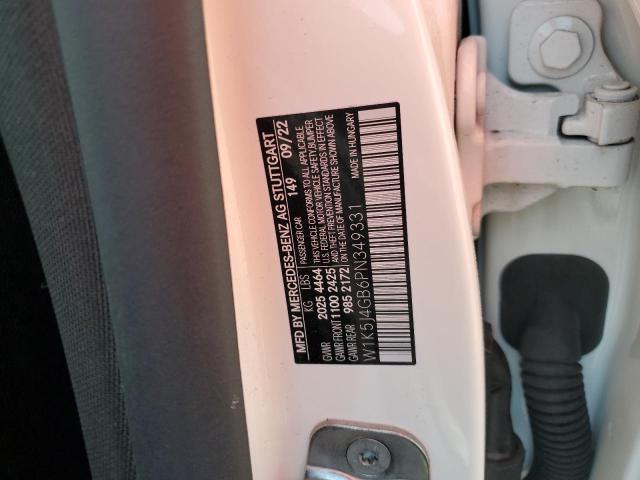 MFD BY MERCEDES-BENZ AG STUTTGART
PASSENGER CAR 149 09/22
KG LBS
GVWR 2025 4464
GAWR FRONT 1100 2425
GAWR REAR 985 2172
THIS VEHICLE CONFORMS TO ALL APPLICABLE
U.S. FEDERAL MOTOR VEHICLE SAFETY, BUMPER
AND THEFT PREVENTION STANDARDS IN EFFECT
ON THE DATE OF MANUFACTURE SHOWN ABOVE
MADE IN HUNGARY
W1K5J4GB6PN349331